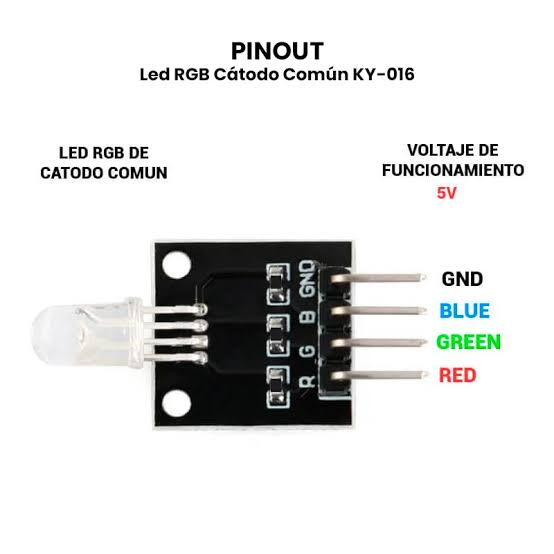 PINOUT
Led RGB Cátodo Común KY-016
LED RGB DE
CATODO COMUN
VOLTAJE DE
FUNCIONAMIENTO
5V
GND
B
G
R
GND
BLUE
GREEN
RED